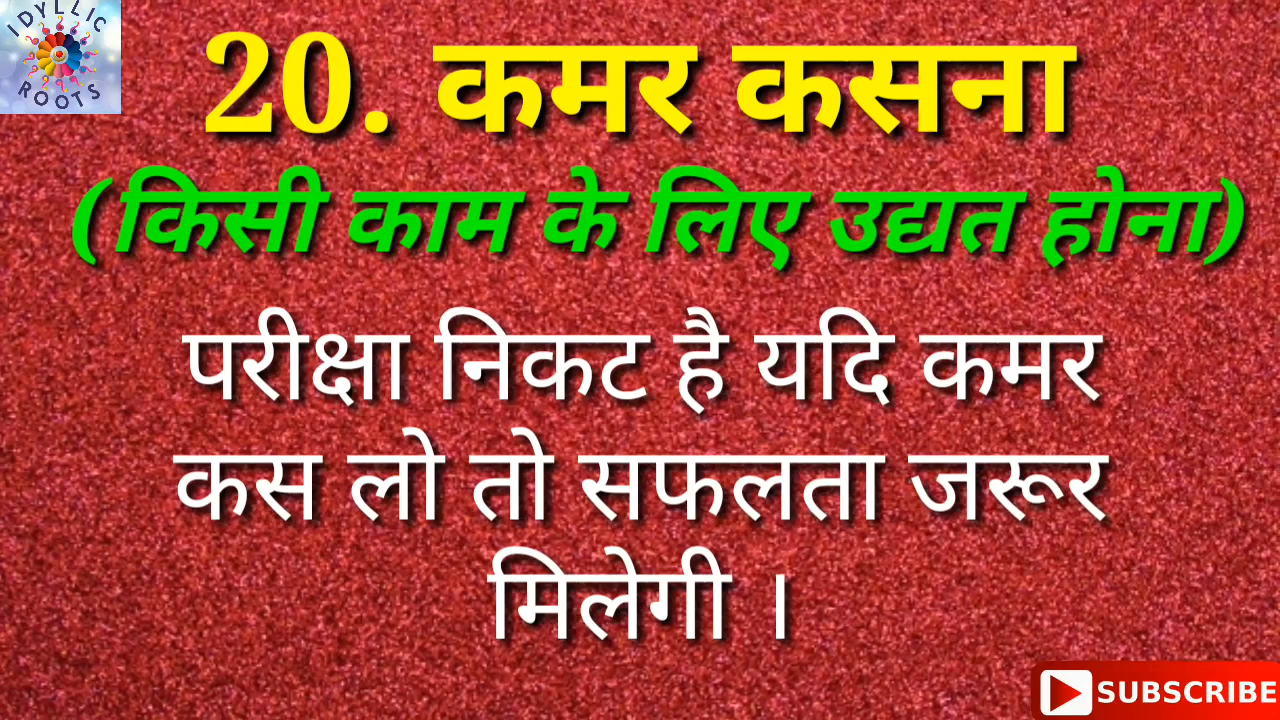 IDYLLIC
ROOTS
20. कमर कसना
(किसी काम के लिए उद्यत होना)
परीक्षा निकट है यदि कमर
कस लो तो सफलता जरूर
मिलेगी ।
SUBSCRIBE